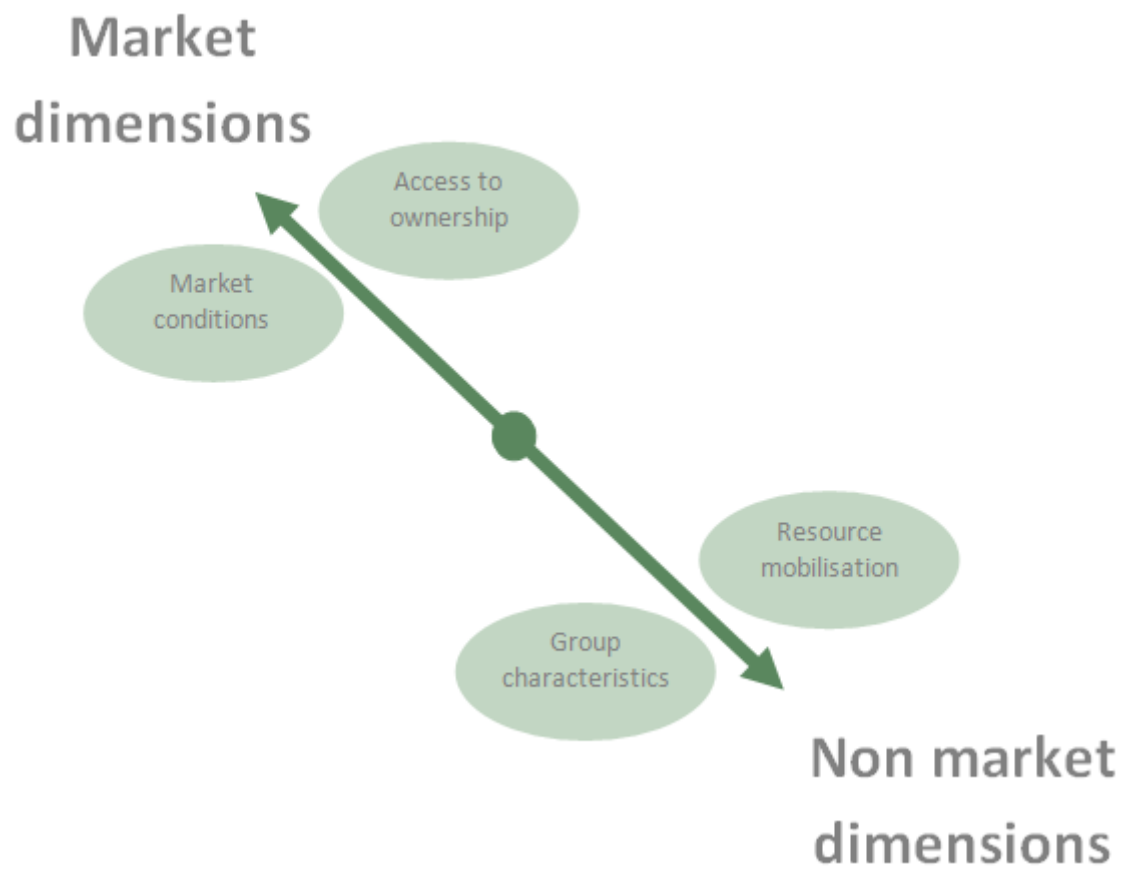 Market
dimensions
Access to
ownership
Market
conditions
Resource
mobilisation
Group
characteristics
Non market
dimensions